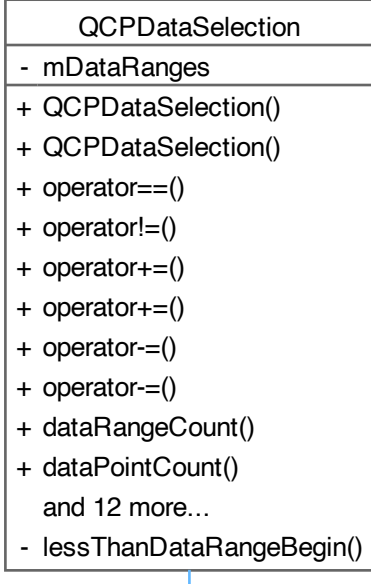 QCPDataSelection
- mDataRanges
+ QCPDataSelection()
+ QCPDataSelection()
+ operator==()
+ operator!=()
+ operator+=()
+ operator+=()
+ operator-=()
+ operator-=()
+ dataRangeCount()
+ dataPointCount()
and 12 more...
- lessThanDataRangeBegin()